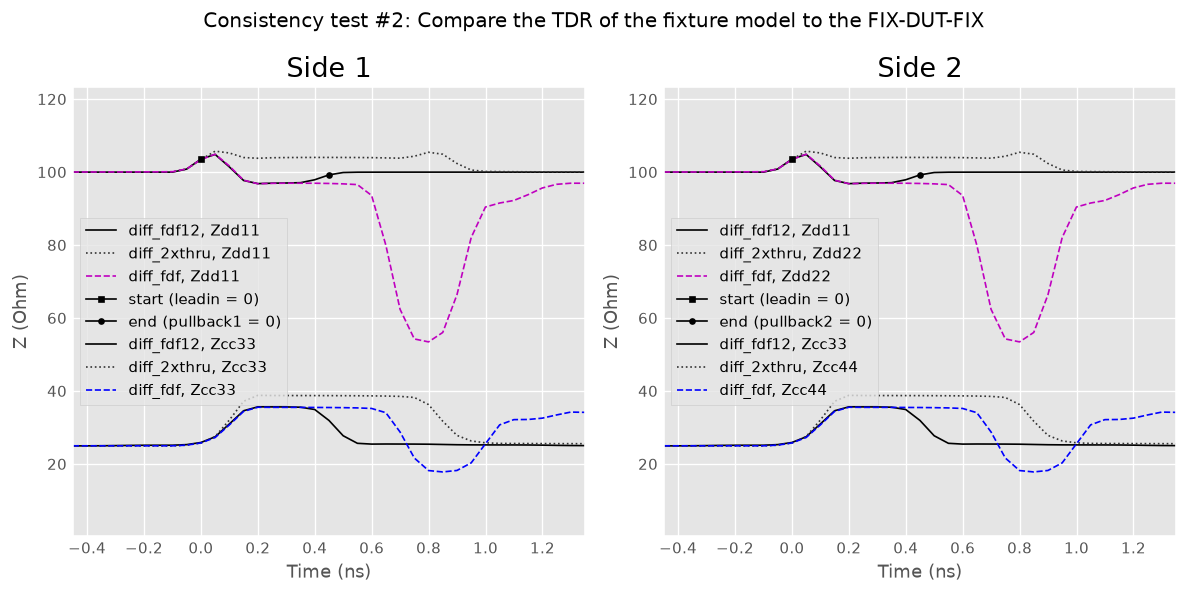 Consistency test #2: Compare the TDR of the fixture model to the FIX-DUT-FIX
Side 1
120
100
80
60
40
20
Z (Ohm)
diff_fdf12, Zdd11
diff_2xthru, Zdd11
diff_fdf, Zdd11
start (leadin = 0)
end (pullback1 = 0)
diff_fdf12, Zcc33
diff_2xthru, Zcc33
diff_fdf, Zcc33
−0.4 −0.2 0.0 0.2 0.4 0.6 0.8 1.0 1.2
Time (ns)
Side 2
120
100
80
60
40
20
Z (Ohm)
diff_fdf12, Zdd11
diff_2xthru, Zdd22
diff_fdf, Zdd22
start (leadin = 0)
end (pullback2 = 0)
diff_fdf12, Zcc33
diff_2xthru, Zcc44
diff_fdf, Zcc44
−0.4 −0.2 0.0 0.2 0.4 0.6 0.8 1.0 1.2
Time (ns)